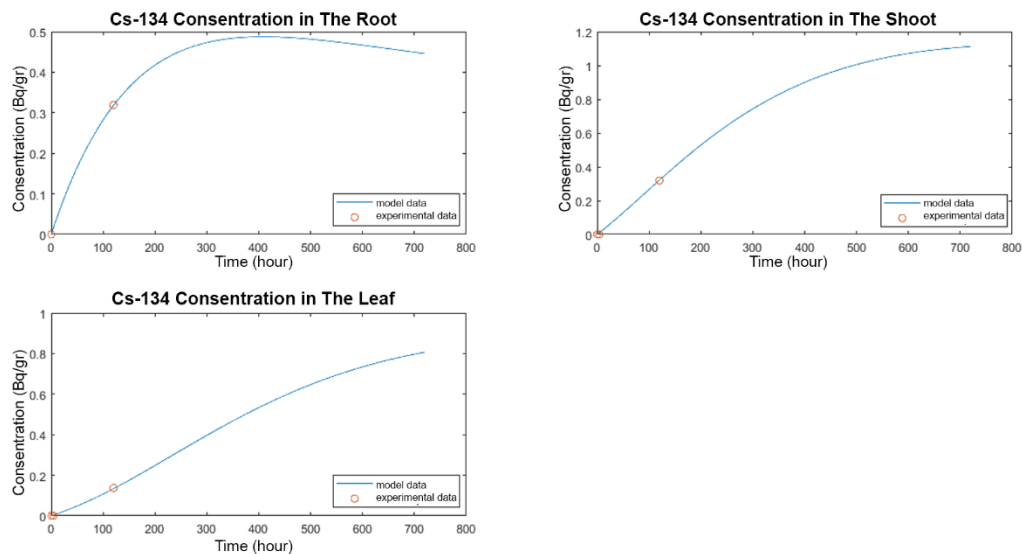 Cs-134 Consentration in The Root
Concentration (Bq/gr)
0.5
0.4
0.3
0.2
0.1
0
0 100 200 300 400 500 600 700 800
Time (hour)
model data
experimental data
Cs-134 Consentration in The Shoot
Concentration (Bq/gr)
1.2
1
0.8
0.6
0.4
0.2
0
0 100 200 300 400 500 600 700 800
Time (hour)
model data
experimental data
Cs-134 Consentration in The Leaf
Concentration (Bq/gr)
1
0.8
0.6
0.4
0.2
0
0 100 200 300 400 500 600 700 800
Time (hour)
model data
experimental data